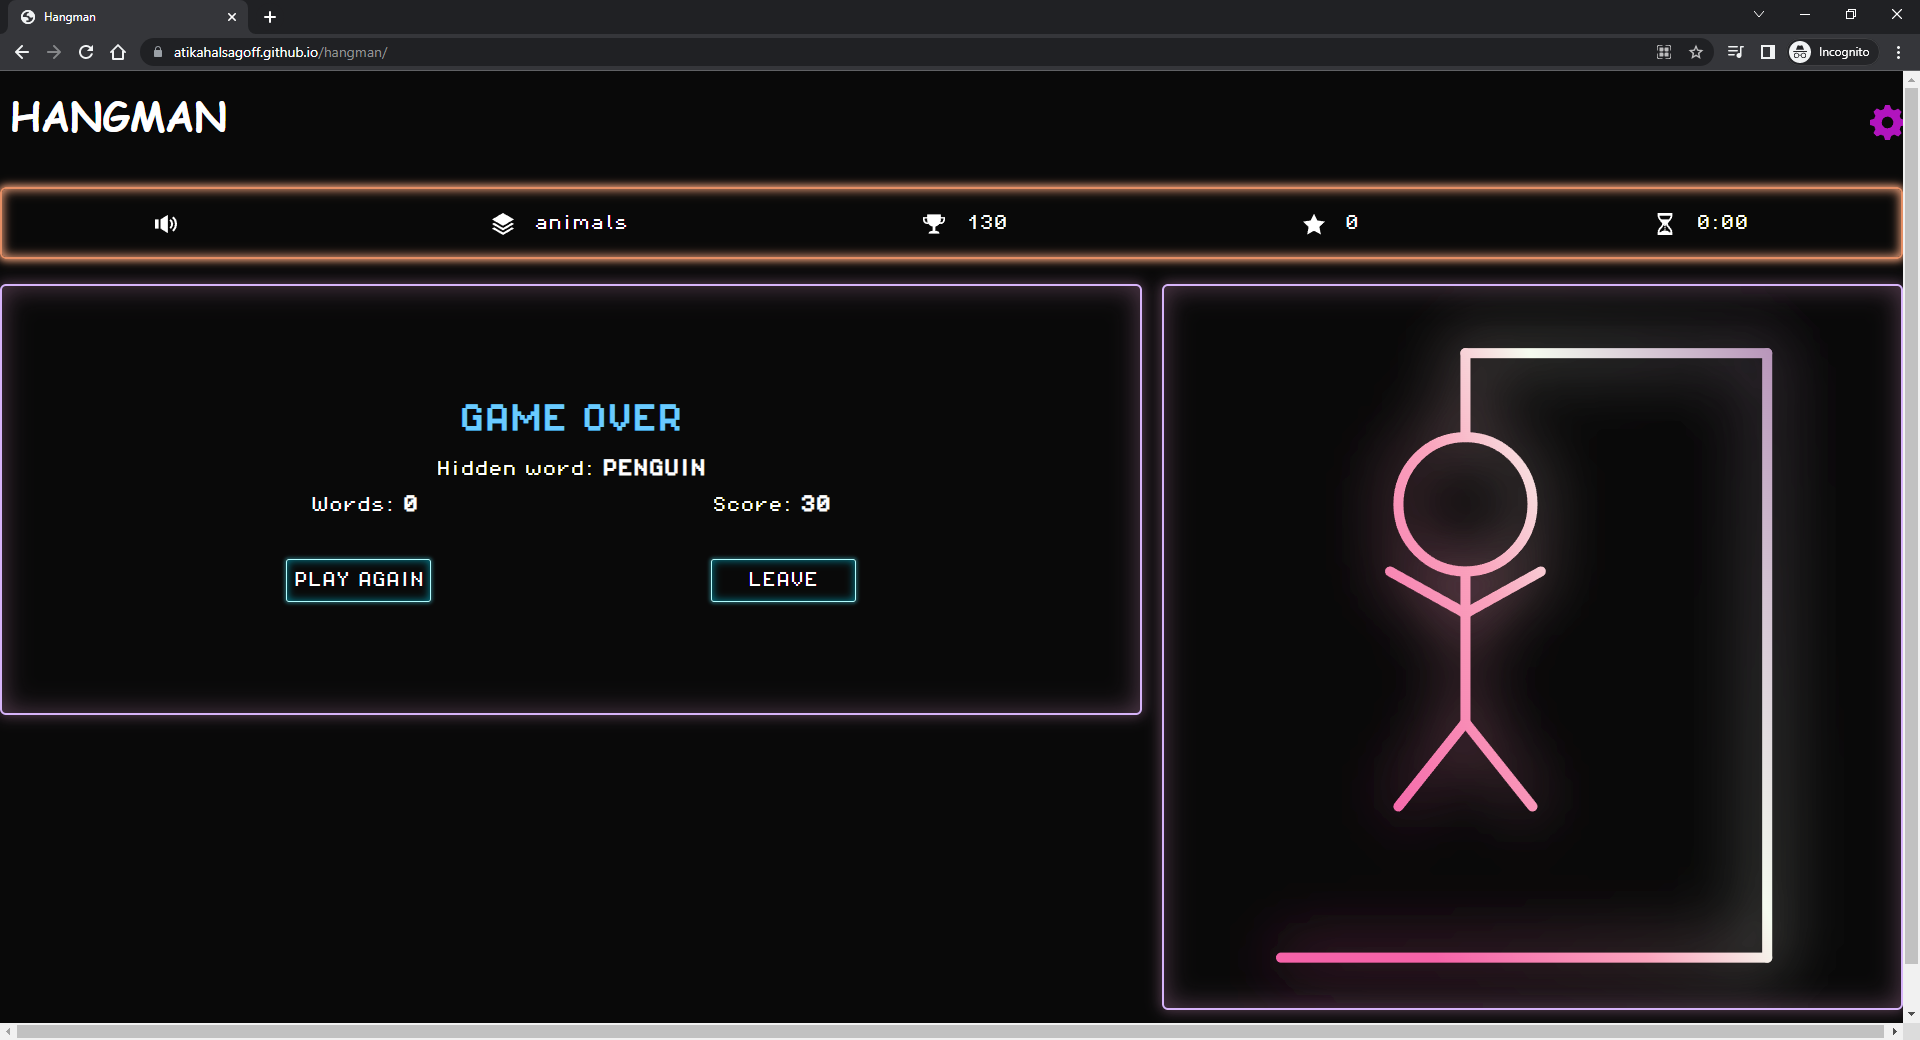 Hangman
atikahalsagoff.github.io/hangman/
Incognito
HANGMAN
animals
130
0
0:00
GAME OVER
Hidden word: PENGUIN
Words: 0
Score: 30
PLAY AGAIN
LEAVE